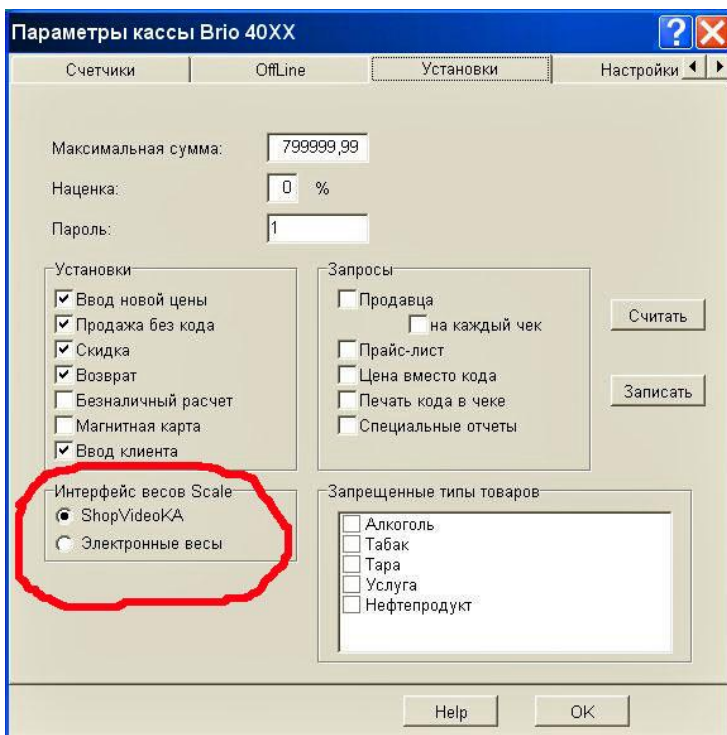 Параметры кассы Brio 40XX
Счетчики OffLine Установки Настройки
Максимальная сумма: 799999,99
Наценка: 0 %
Пароль: 1
Установки
Ввод новой цены
Продажа без кода
Скидка
Возврат
Безналичный расчет
Магнитная карта
Ввод клиента
Запросы
Продавца
на каждый чек
Прайс-лист
Цена вместо кода
Печать кода в чеке
Специальные отчеты
Считать
Записать
Интерфейс весов Scale
ShopVideoKA
Электронные весы
Запрещенные типы товаров
Алкоголь
Табак
Тара
Услуга
Нефтепродукт
Help OK